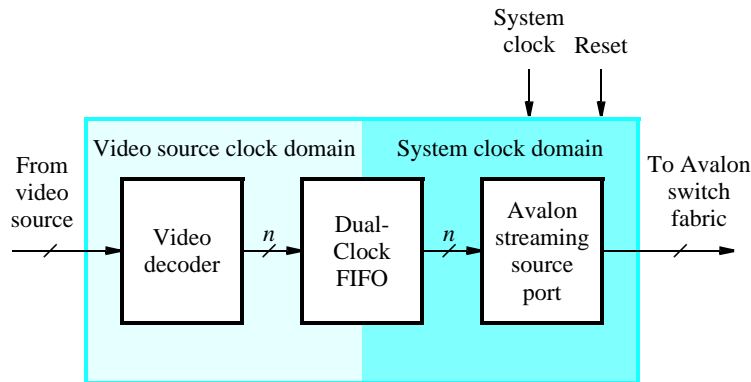 System
clock
Reset
Video source clock domain
System clock domain
From
video
source
To Avalon
switch
fabric
Video
decoder
n
Dual-
Clock
FIFO
n
Avalon
streaming
source
port